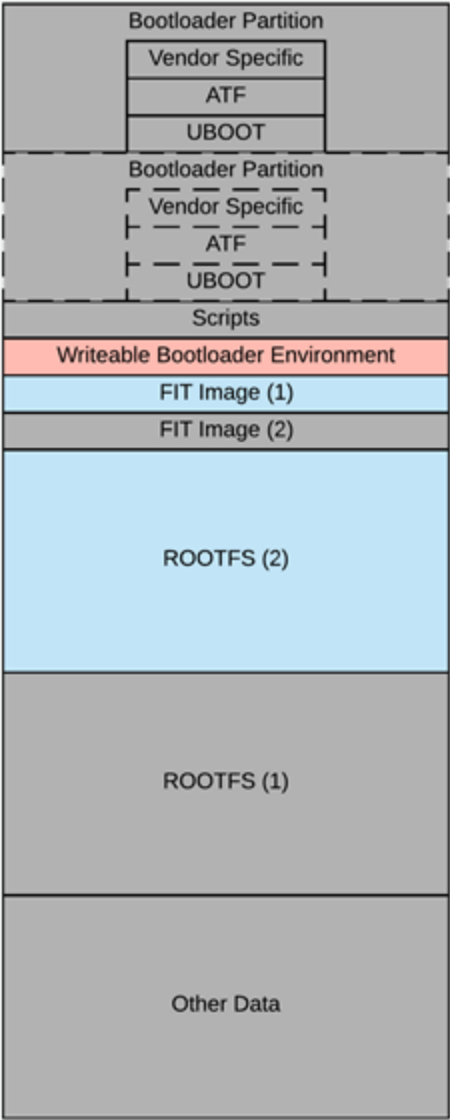 Bootloader Partition
Vendor Specific
ATF
UBOOT
Bootloader Partition
Vendor Specific
ATF
UBOOT
Scripts
Writeable Bootloader Environment
FIT Image (1)
FIT Image (2)
ROOTFS (2)
ROOTFS (1)
Other Data